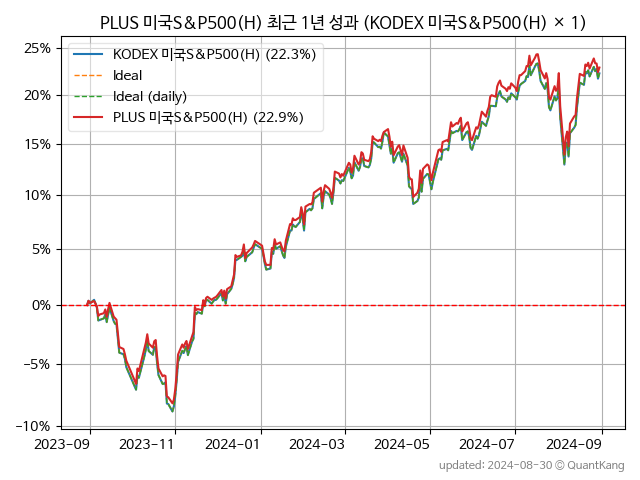 PLUS 미국S&P500(H) 최근 1년 성과 (KODEX 미국S&P500(H) × 1)
25%
20%
15%
10%
5%
0%
−5%
−10%
KODEX 미국S&P500(H) (22.3%)
Ideal
Ideal (daily)
PLUS 미국S&P500(H) (22.9%)
2023-09
2023-11
2024-01
2024-03
2024-05
2024-07
2024-09
updated: 2024-08-30 © QuantKang